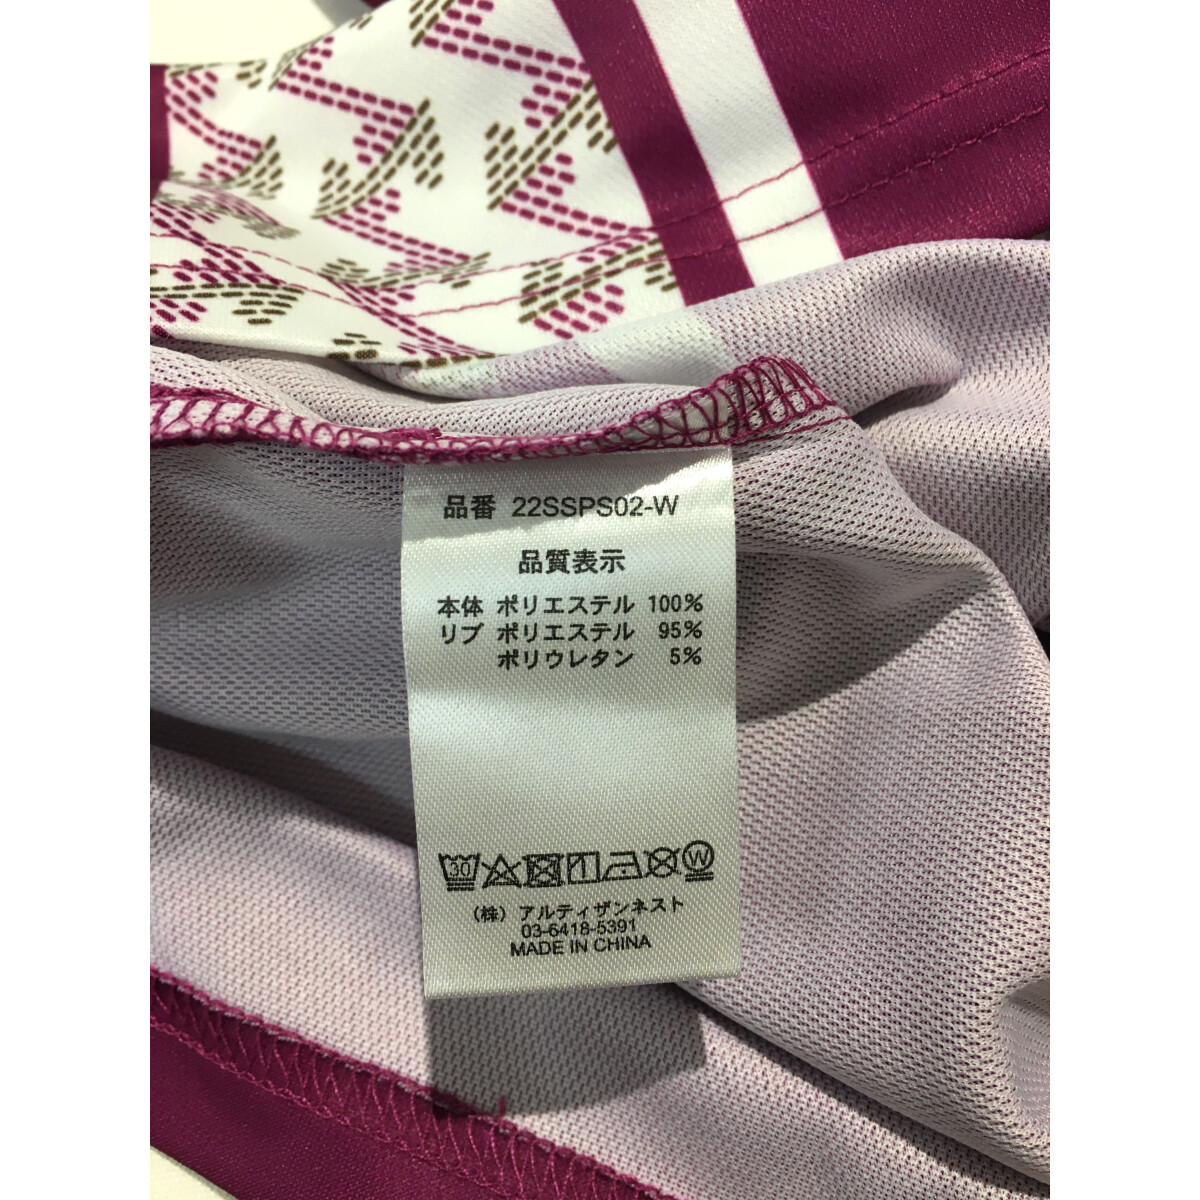 品番 22SSPS02-W
品質表示
本体 ポリエステル 100%
リブ ポリエステル 95%
ポリウレタン 5%
30 W
(株) アルティザンネスト
03-6418-5391
MADE IN CHINA